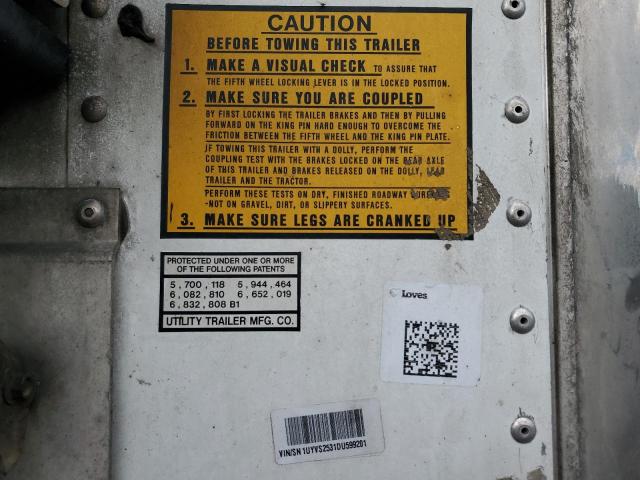 CAUTION
BEFORE TOWING THIS TRAILER
1. MAKE A VISUAL CHECK TO ASSURE THAT
THE FIFTH WHEEL LOCKING LEVER IS IN THE LOCKED POSITION.
2. MAKE SURE YOU ARE COUPLED
BY FIRST LOCKING THE TRAILER BRAKES AND THEN BY PULLING
FORWARD ON THE KING PIN HARD ENOUGH TO OVERCOME THE
FRICTION BETWEEN THE FIFTH WHEEL AND THE KING PIN PLATE.
IF TOWING THIS TRAILER WITH A DOLLY, PERFORM THE
COUPLING TEST WITH THE BRAKES LOCKED ON THE REAR AXLE
OF THIS TRAILER AND BRAKES RELEASED ON THE DOLLY, LEAD
TRAILER AND THE TRACTOR.
PERFORM THESE TESTS ON DRY, FINISHED ROADWAY SURFACES
-NOT ON GRAVEL, DIRT, OR SLIPPERY SURFACES.
3. MAKE SURE LEGS ARE CRANKED UP
PROTECTED UNDER ONE OR MORE
OF THE FOLLOWING PATENTS
5,700,118 5,944,464
6,082,810 6,652,019
6,832,808 B1
UTILITY TRAILER MFG. CO.
Loves
VIN/SN 1UYVS2531DU599201